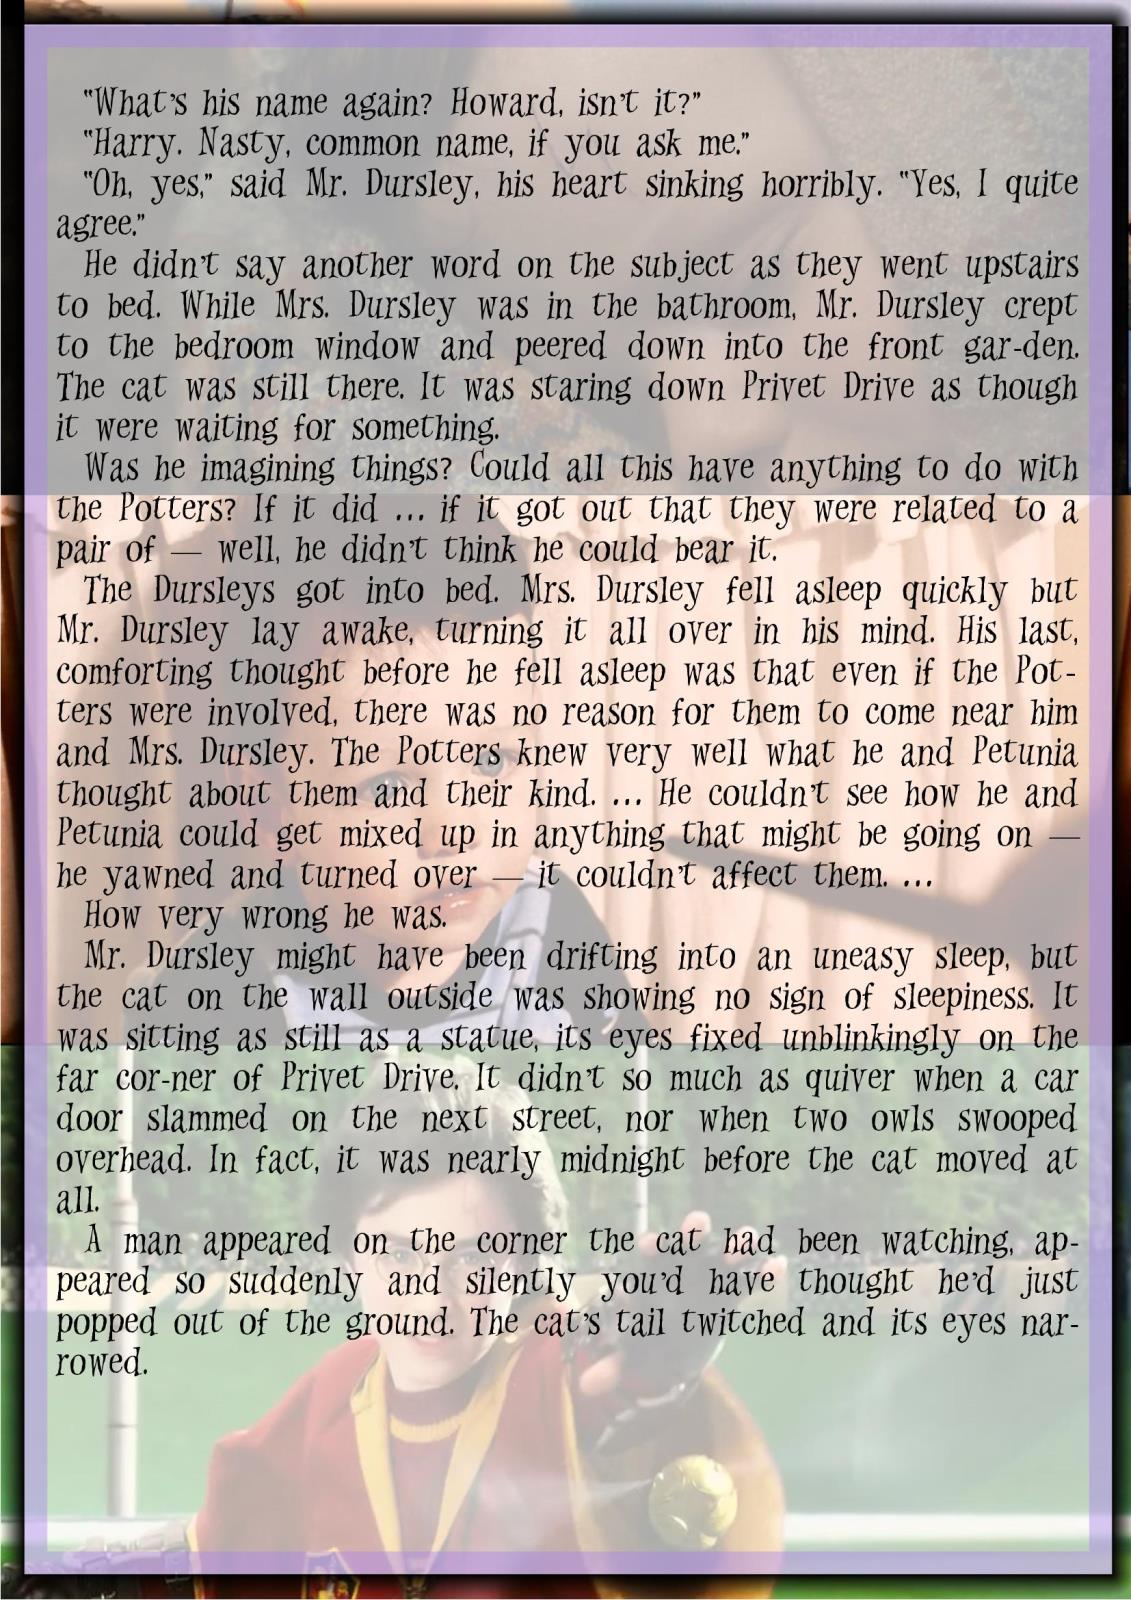 "What's his name again? Howard, isn't it?"
"Harry. Nasty, common name, if you ask me."
"Oh, yes," said Mr. Dursley, his heart sinking horribly. "Yes, I quite
agree."
He didn't say another word on the subject as they went upstairs
to bed. While Mrs. Dursley was in the bathroom, Mr. Dursley crept
to the bedroom window and peered down into the front gar-den.
The cat was still there. It was staring down Privet Drive as though
it were waiting for something.
Was he imagining things? Could all this have anything to do with
the Potters? If it did ... if it got out that they were related to a
pair of — well, he didn't think he could bear it.
The Dursleys got into bed. Mrs. Dursley fell asleep quickly but
Mr. Dursley lay awake, turning it all over in his mind. His last,
comforting thought before he fell asleep was that even if the Pot-
ters were involved, there was no reason for them to come near him
and Mrs. Dursley. The Potters knew very well what he and Petunia
thought about them and their kind. ... He couldn't see how he and
Petunia could get mixed up in anything that might be going on —
he yawned and turned over — it couldn't affect them. ...
How very wrong he was.
Mr. Dursley might have been drifting into an uneasy sleep, but
the cat on the wall outside was showing no sign of sleepiness. It
was sitting as still as a statue, its eyes fixed unblinkingly on the
far cor-ner of Privet Drive. It didn't so much as quiver when a car
door slammed on the next street, nor when two owls swooped
overhead. In fact, it was nearly midnight before the cat moved at
all.
A man appeared on the corner the cat had been watching, ap-
peared so suddenly and silently you'd have thought he'd just
popped out of the ground. The cat's tail twitched and its eyes nar-
rowed.